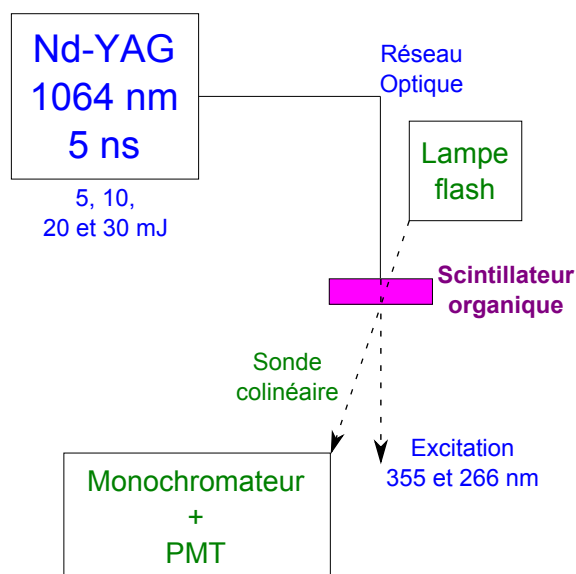 Nd-YAG
1064 nm
5 ns
5, 10,
20 et 30 mJ
Réseau
Optique
Lampe
flash
Scintillateur
organique
Sonde
colinéaire
Excitation
355 et 266 nm
Monochromateur
+
PMT